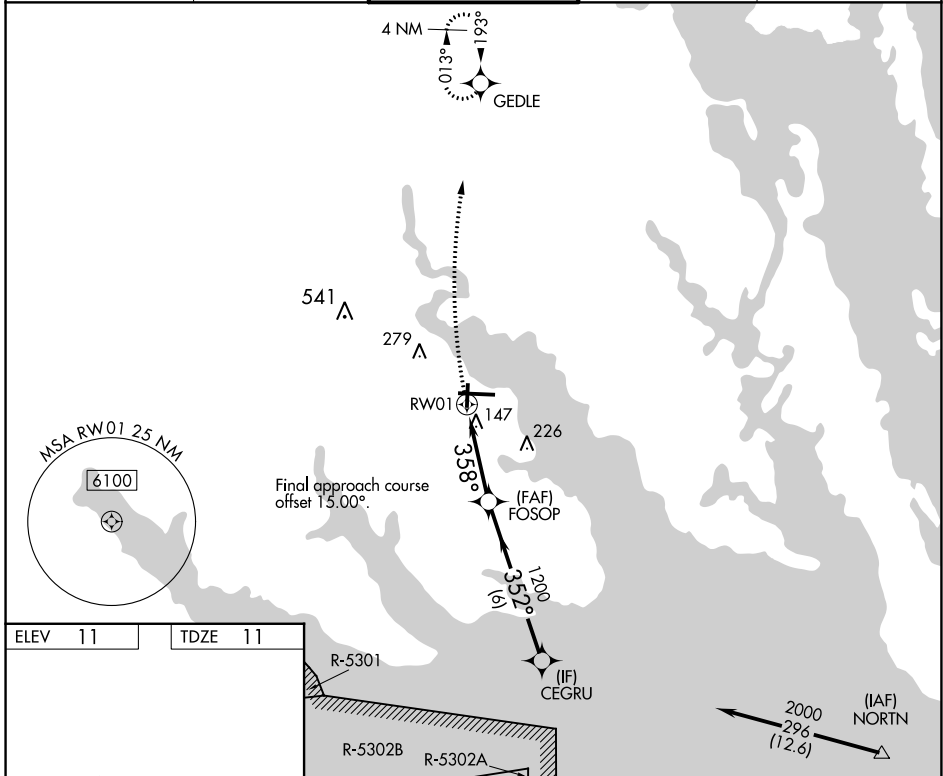 4 NM
193°
013°
GEDLE
541
279
RW01
147
226
MSA RW01 25 NM
6100
Final approach course
offset 15.00°.
358°
(FAF)
FOSOP
1200
352°
(6)
ELEV 11
TDZE 11
R-5301
(IF)
CEGRU
2000
296
(12.6)
(IAF)
NORTN
R-5302B
R-5302A